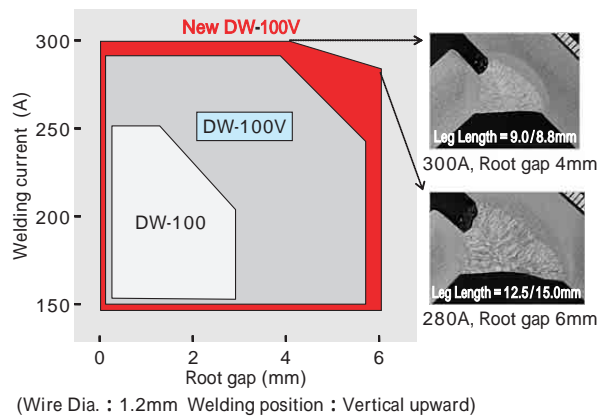 New DW-100V
300
250
200
150
Welding current (A)
DW-100V
DW-100
0
2
4
6
Root gap (mm)
Leg Length = 9.0/8.8mm
300A, Root gap 4mm
Leg Length = 12.5/15.0mm
280A, Root gap 6mm
(Wire Dia. : 1.2mm Welding position : Vertical upward)